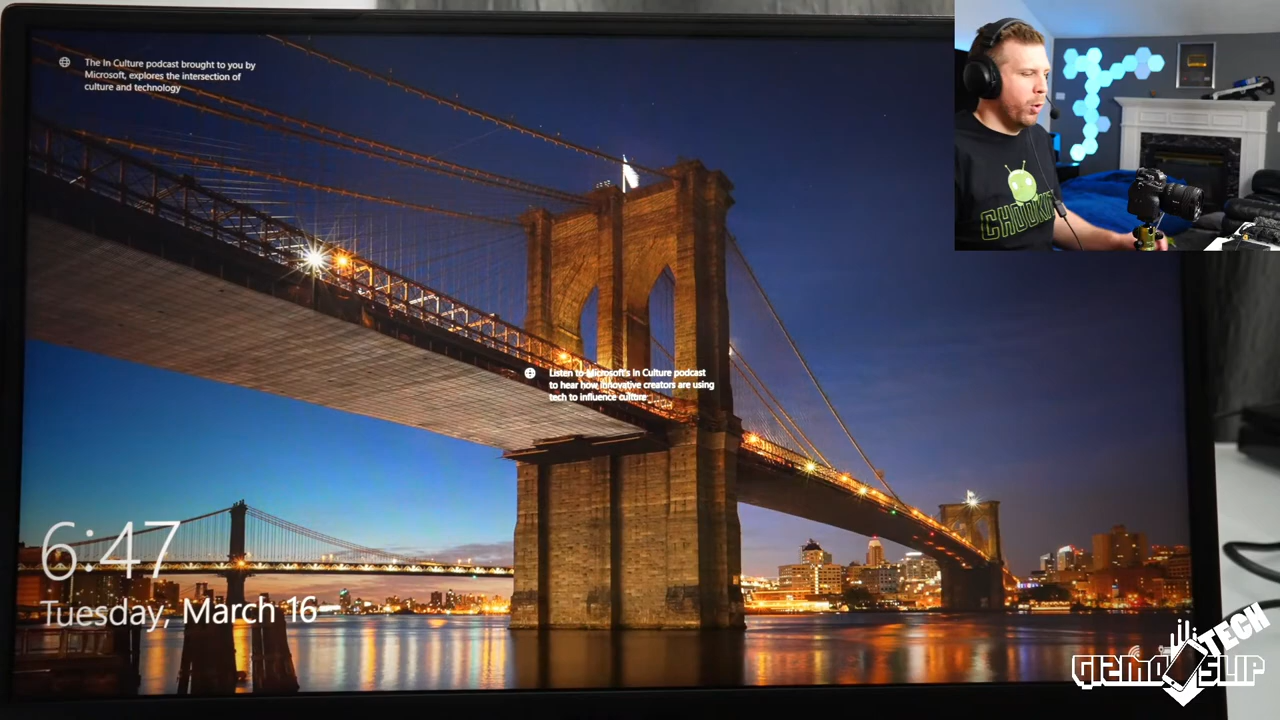 The In Culture podcast brought to you by
Microsoft, explores the intersection of
culture and technology
Listen to Microsoft's In Culture podcast
to hear how innovative creators are using
tech to influence culture
6:47
Tuesday, March 16
GIZMO SLIP
TECH